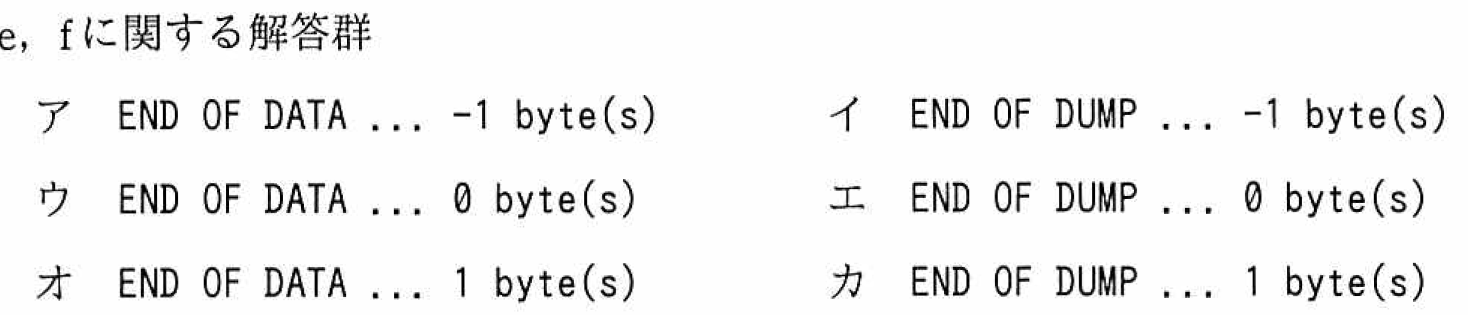 e, fに関する解答群
ア END OF DATA ... -1 byte(s) イ END OF DUMP ... -1 byte(s)
ウ END OF DATA ... 0 byte(s) エ END OF DUMP ... 0 byte(s)
オ END OF DATA ... 1 byte(s) カ END OF DUMP ... 1 byte(s)